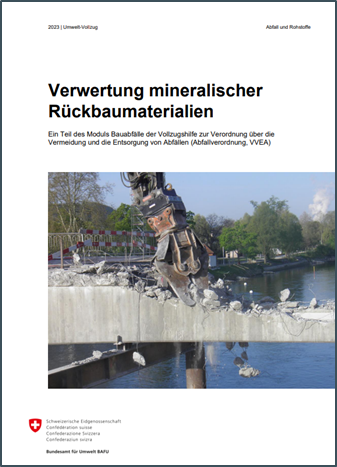 2023 | Umwelt-Vollzug
Abfall und Rohstoffe
Verwertung mineralischer
Rückbaumaterialien
Ein Teil des Moduls Bauabfälle der Vollzugshilfe zur Verordnung über die
Vermeidung und die Entsorgung von Abfällen (Abfallverordnung, VVEA)
Schweizerische Eidgenossenschaft
Confédération suisse
Confederazione Svizzera
Confederaziun svizra
Bundesamt für Umwelt BAFU